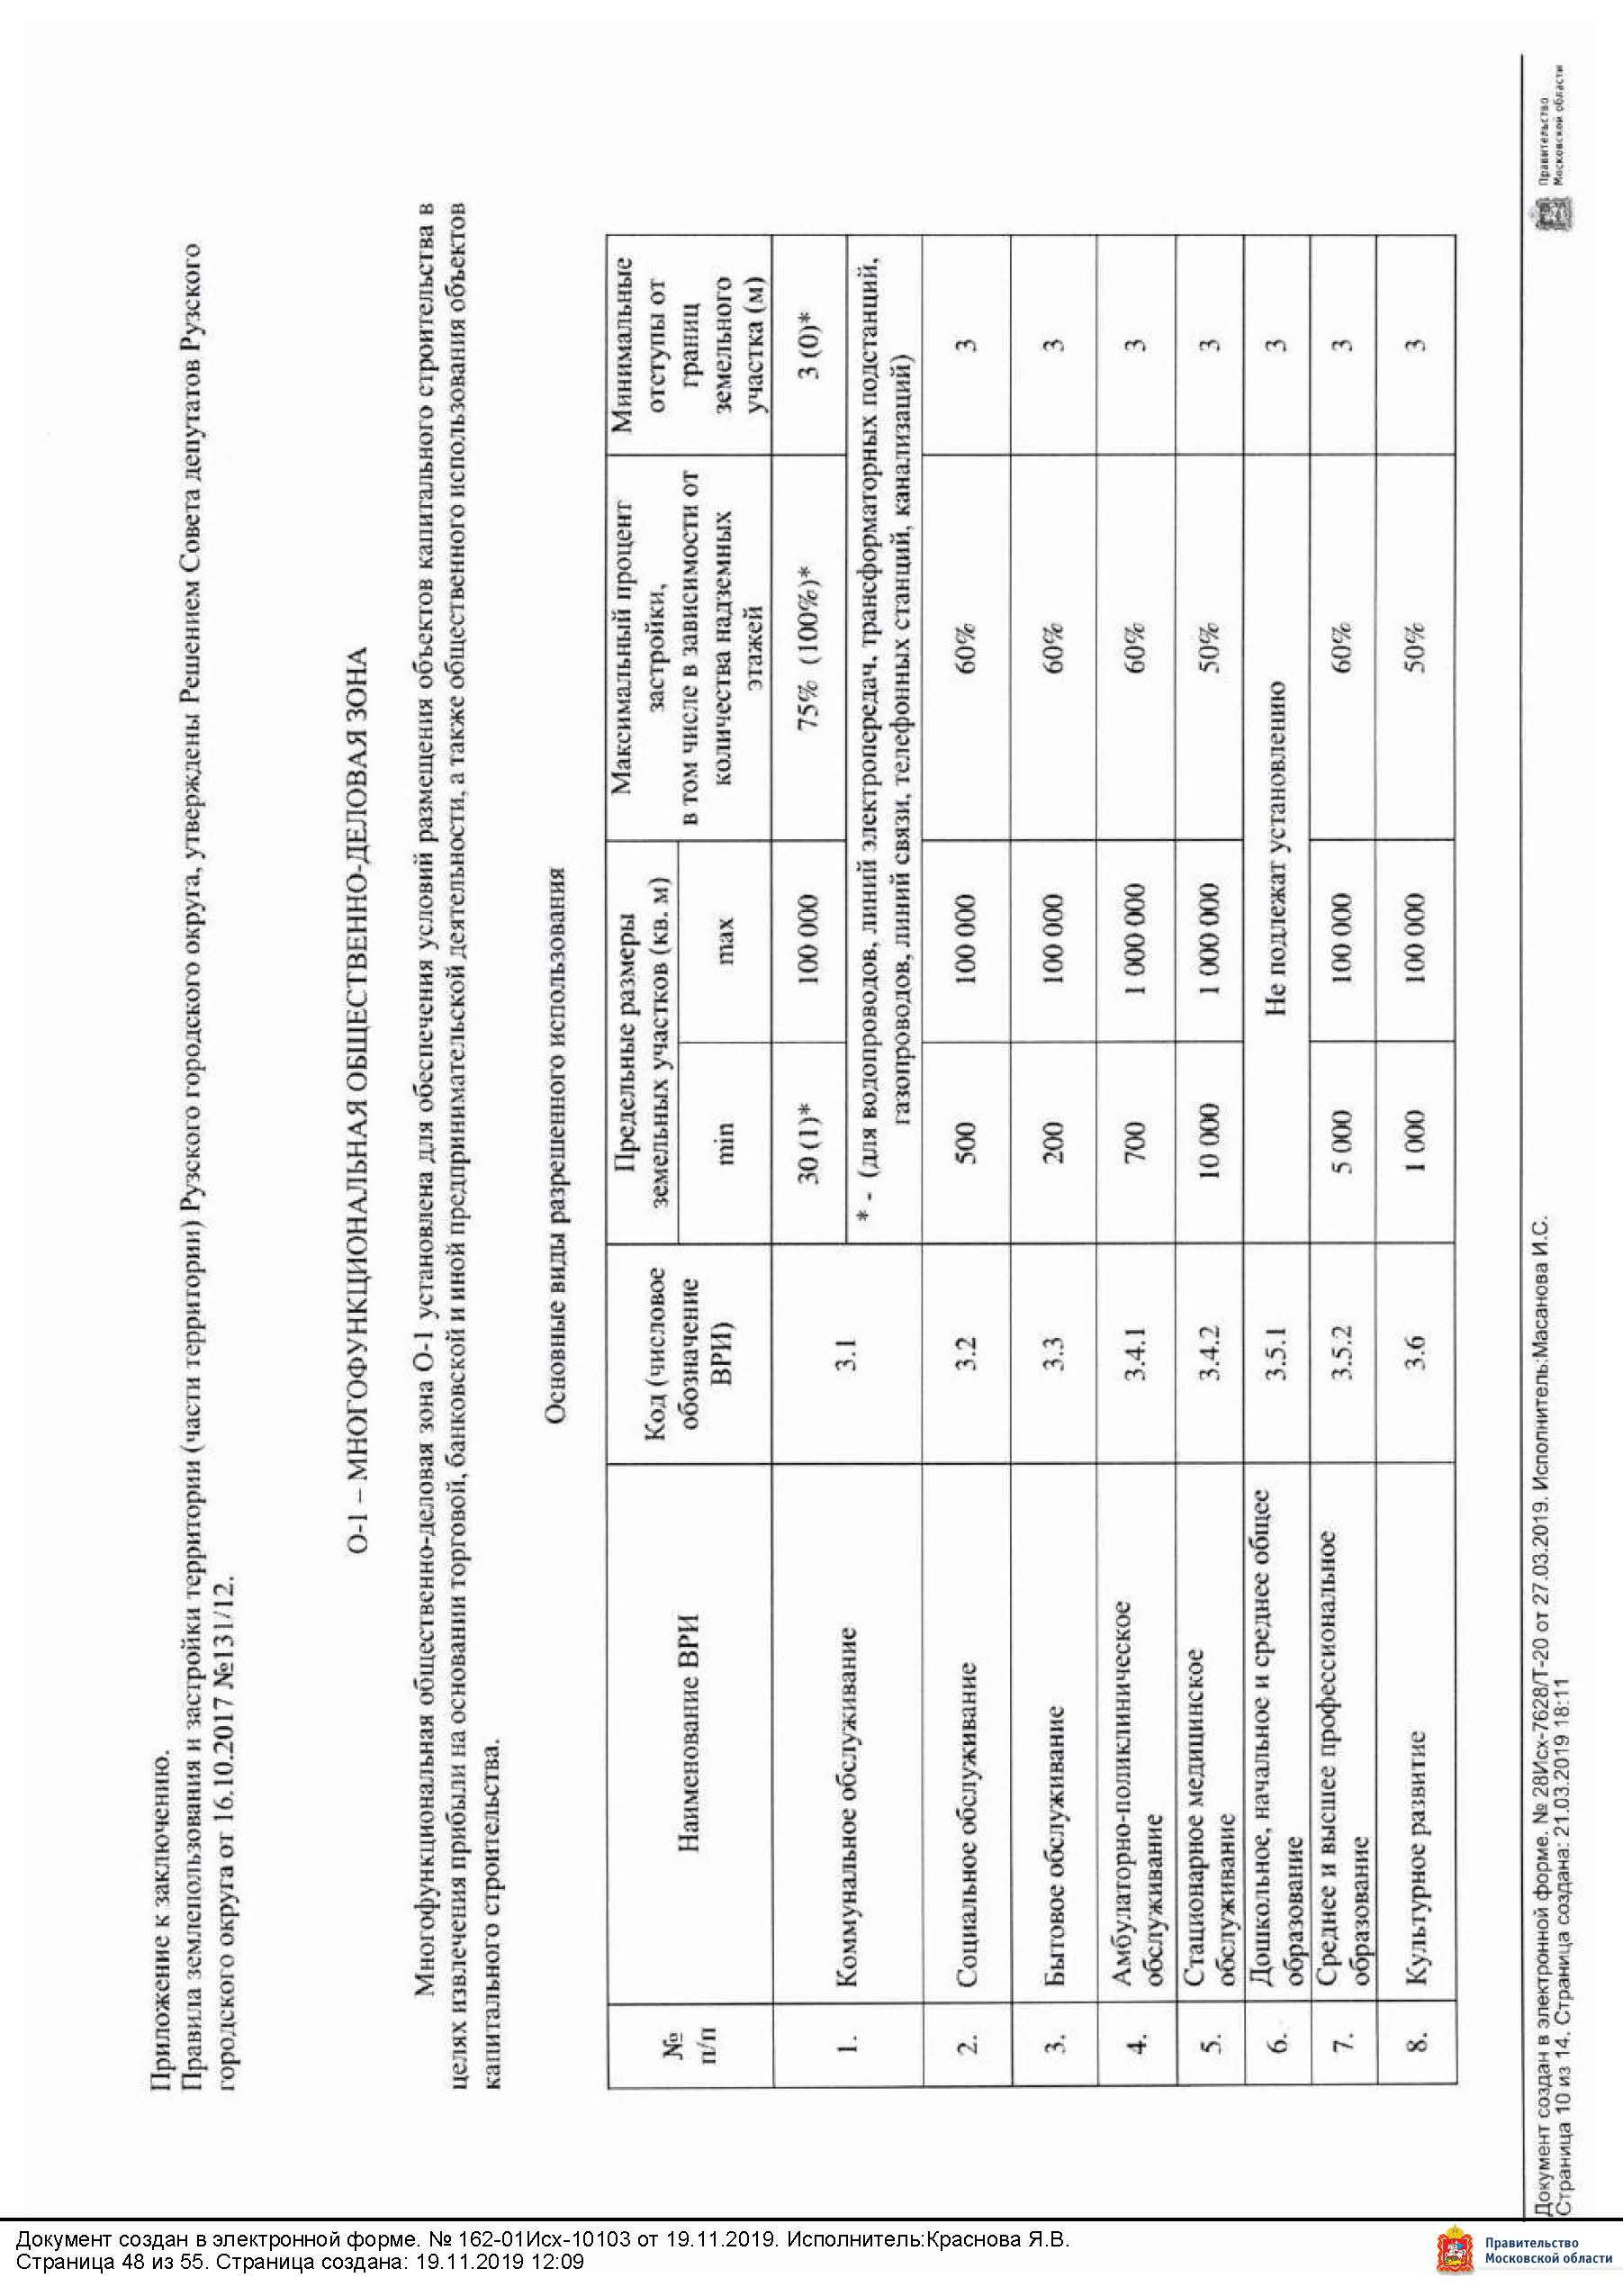 Приложение к заключению.
Правила землепользования и застройки территории (части территории) Рузского городского округа, утверждены Решением Совета депутатов Рузского
городского округа от 16.10.2017 №131/12.
О-1 – МНОГОФУНКЦИОНАЛЬНАЯ ОБЩЕСТВЕННО-ДЕЛОВАЯ ЗОНА
Многофункциональная общественно-деловая зона О-1 установлена для обеспечения условий размещения объектов капитального строительства в
целях извлечения прибыли на основании торговой, банковской и иной предпринимательской деятельности, а также общественного использования объектов
капитального строительства.
Основные виды разрешенного использования
№
п/п
Наименование ВРИ
Код (числовое
обозначение
ВРИ)
Предельные размеры
земельных участков (кв. м)
min
max
Максимальный процент
застройки,
в том числе в зависимости от
количества надземных
этажей
Минимальные
отступы от
границ
земельного
участка (м)
1.
Коммунальное обслуживание
3.1
30 (1)*
100 000
75% (100%)*
3 (0)*
* - (для водопроводов, линий электропередач, трансформаторных подстанций,
газопроводов, линий связи, телефонных станций, канализаций)
2.
Социальное обслуживание
3.2
500
100 000
60%
3
3.
Бытовое обслуживание
3.3
200
100 000
60%
3
4.
Амбулаторно-поликлиническое
обслуживание
3.4.1
700
1 000 000
60%
3
5.
Стационарное медицинское
обслуживание
3.4.2
10 000
1 000 000
50%
3
6.
Дошкольное, начальное и среднее общее
образование
3.5.1
Не подлежат установлению
3
7.
Среднее и высшее профессиональное
образование
3.5.2
5 000
100 000
60%
3
8.
Культурное развитие
3.6
1 000
100 000
50%
3
Документ создан в электронной форме. № 28Исх-7628/Т-20 от 27.03.2019. Исполнитель:Масанова И.С.
Страница 10 из 14. Страница создана: 21.03.2019 18:11
Правительство
Московской области
Документ создан в электронной форме. № 162-01Исх-10103 от 19.11.2019. Исполнитель:Краснова Я.В.
Страница 48 из 55. Страница создана: 19.11.2019 12:09
Правительство
Московской области